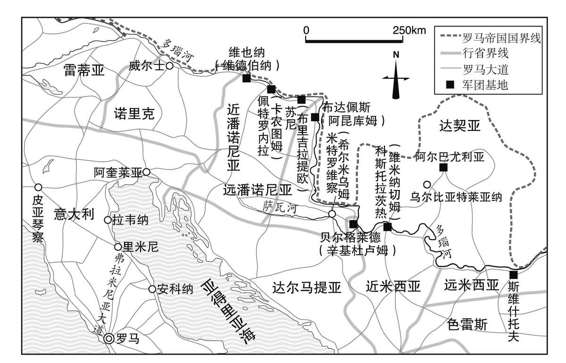 0 250km
N
罗马帝国国界线
行省界线
罗马大道
军团基地
多瑙河
雷蒂亚
威尔士
维也纳
(维德伯纳)
诺里克
近潘诺尼亚
佩特罗内拉
(卡农图姆)
苏尼
布里吉拉提欧
布达佩斯
(阿昆库姆)
米特罗维察
(希尔米乌姆)
科斯托拉茨热
(维米纳切姆)
达契亚
阿尔巴尤利亚
乌尔比亚特莱亚纳
阿奎莱亚
远潘诺尼亚
萨瓦河
皮亚琴察
意大利
拉韦纳
里米尼
弗拉米尼亚大道
安科纳
罗马
亚得里亚海
贝尔格莱德
(辛基杜卢姆)
达尔马提亚
近米西亚
多瑙河
远米西亚
色雷斯
斯维什托夫